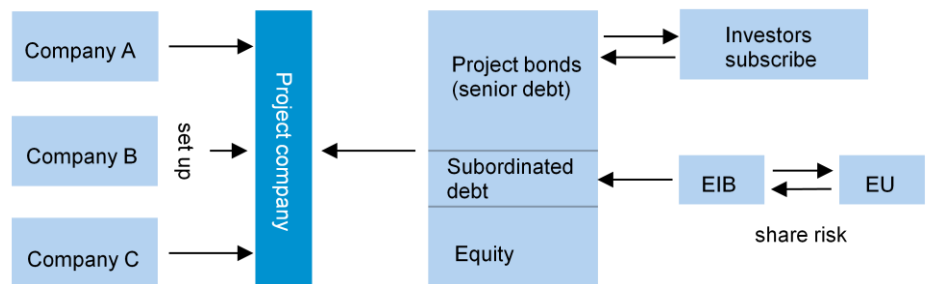 Company A
Company B
Company C
set up
Project company
Project bonds
(senior debt)
Subordinated
debt
Equity
Investors
subscribe
EIB
EU
share risk